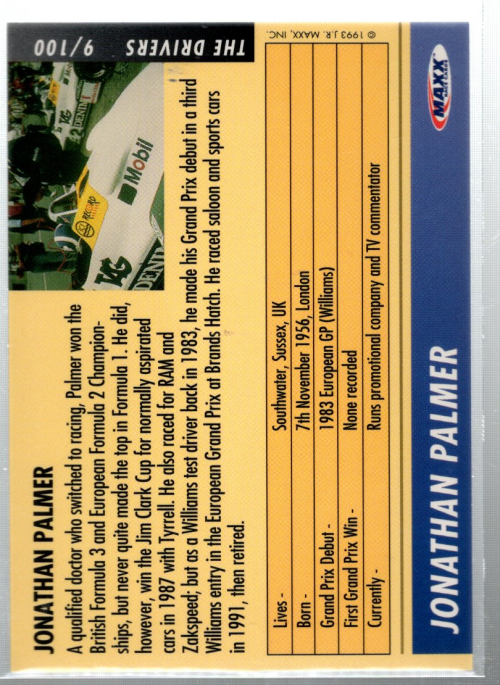 THE DRIVERS 9/100
JONATHAN PALMER
A qualified doctor who switched to racing, Palmer won the
British Formula 3 and European Formula 2 Champion-
ships, but never quite made the top in Formula 1. He did,
however, win the Jim Clark Cup for normally aspirated
cars in 1987 with Tyrrell. He also raced for RAM and
Zakspeed; but as a Williams test driver back in 1983, he made his Grand Prix debut in a third
Williams entry in the European Grand Prix at Brands Hatch. He raced saloon and sports cars
in 1991, then retired.
Mobil
TAG
DENIM
TAG
DENIM
Lives - Southwater, Sussex, UK
Born - 7th November 1956, London
Grand Prix Debut - 1983 European GP (Williams)
First Grand Prix Win - None recorded
Currently - Runs promotional company and TV commentator
JONATHAN PALMER
MAXX
© 1993 J.R. MAXX, INC.